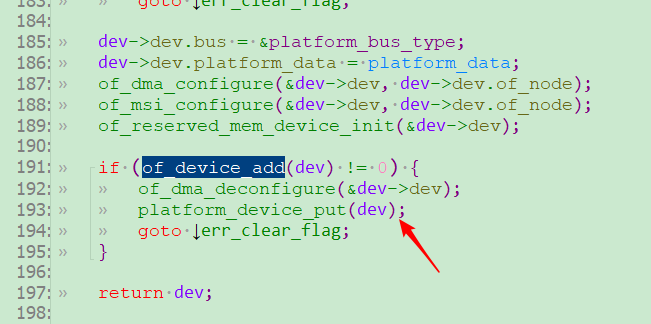 183: » » goto ↓err_clear_flag;
184:
185: » dev->dev.bus = &platform_bus_type;
186: » dev->dev.platform_data = platform_data;
187: » of_dma_configure(&dev->dev, dev->dev.of_node);
188: » of_msi_configure(&dev->dev, dev->dev.of_node);
189: » of_reserved_mem_device_init(&dev->dev);
190:
191: » if (of_device_add(dev) != 0) {
192: » » of_dma_deconfigure(&dev->dev);
193: » » platform_device_put(dev);
194: » » goto ↓err_clear_flag;
195: » }
196:
197: » return dev;
198: